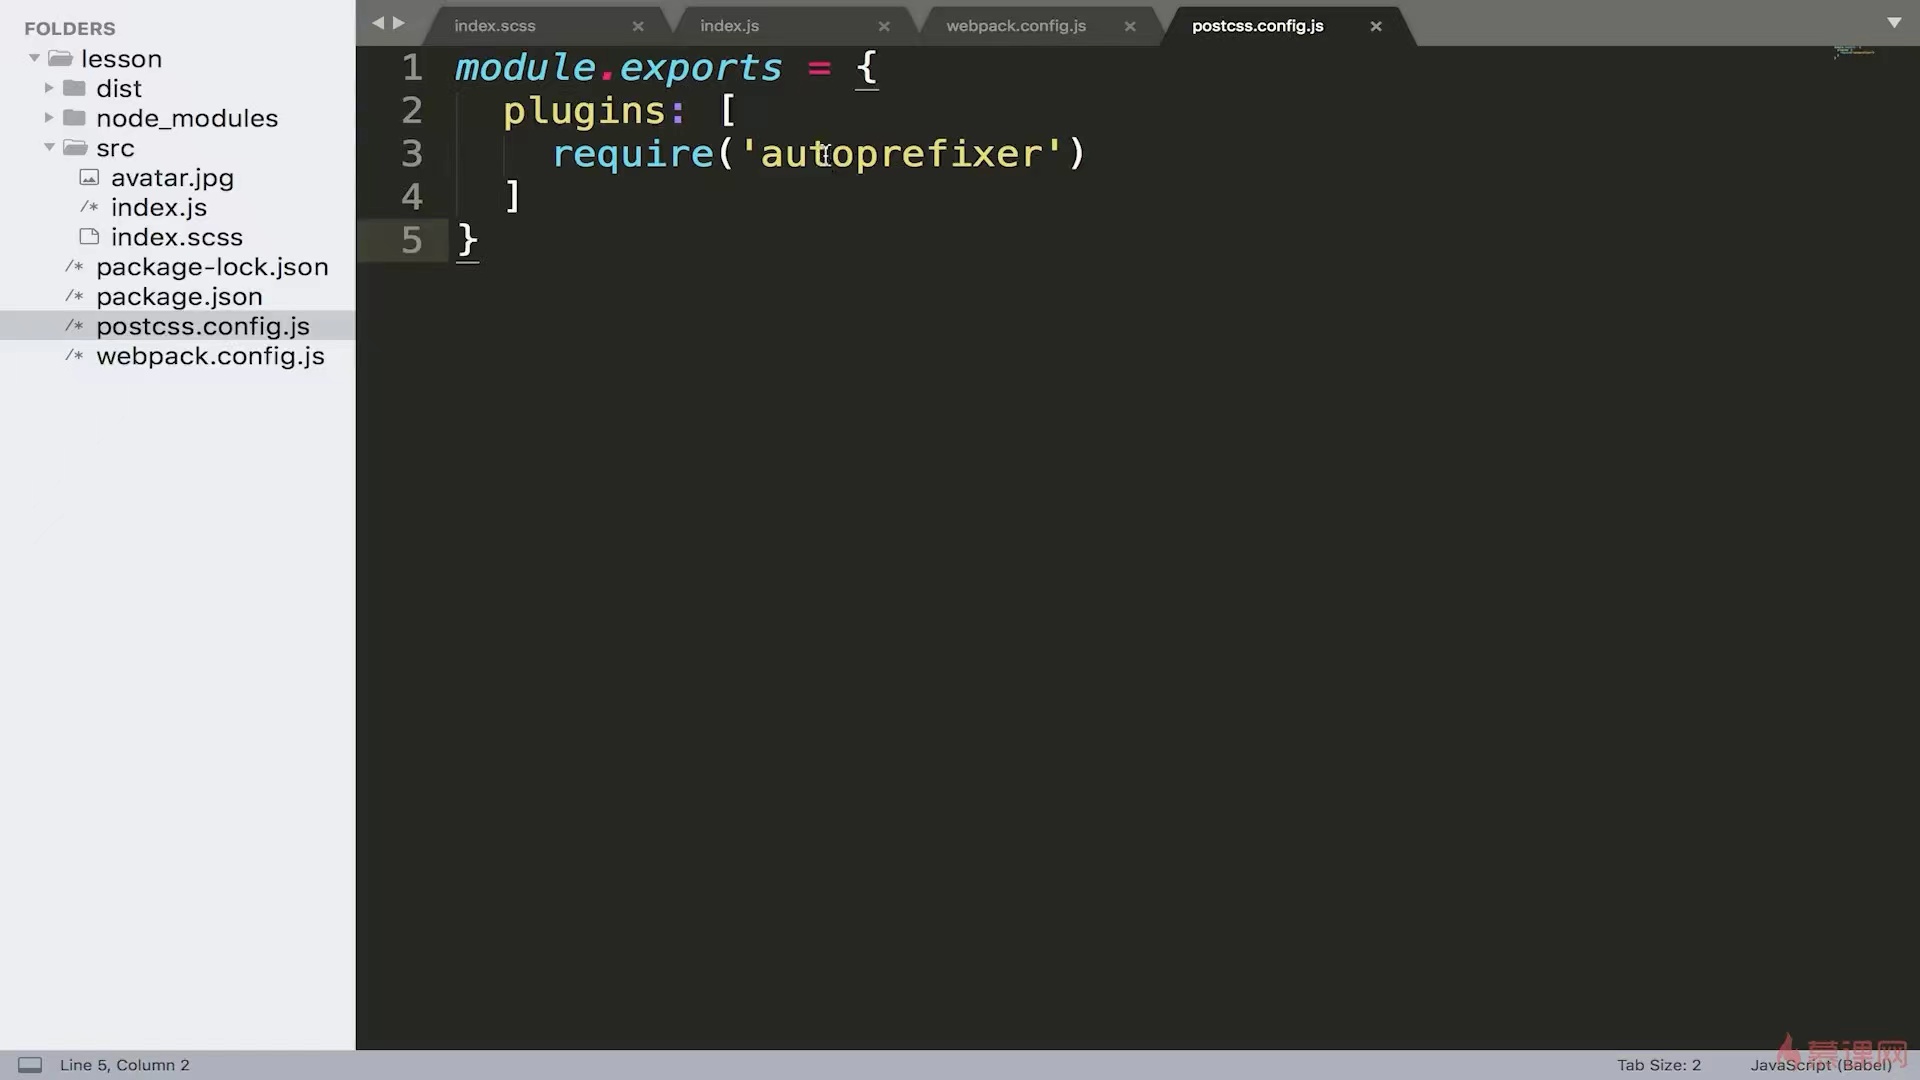 FOLDERS
lesson
dist
node_modules
src
avatar.jpg
/* index.js
index.scss
/* package-lock.json
/* package.json
/* postcss.config.js
/* webpack.config.js
index.scss × index.js × webpack.config.js × postcss.config.js ×
1 module.exports = {
2 plugins: [
3 require('autoprefixer')
4 ]
5 }
Line 5, Column 2
Tab Size: 2
JavaScript (Babel)
慕课网